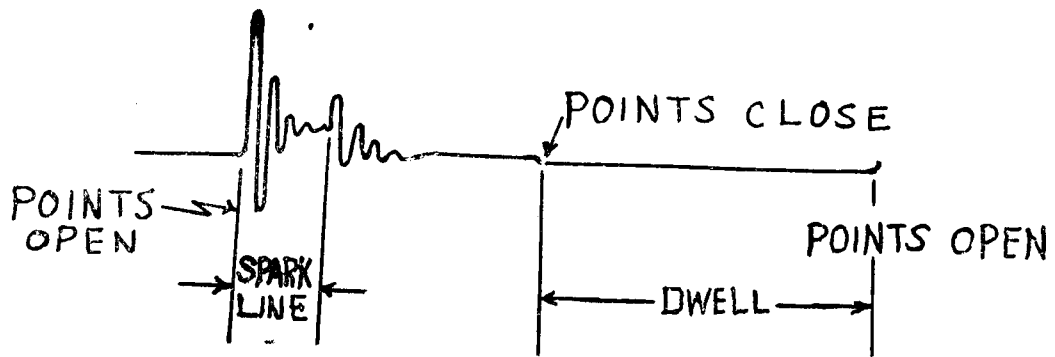 POINTS CLOSE
POINTS
OPEN
POINTS OPEN
SPARK
LINE
DWELL